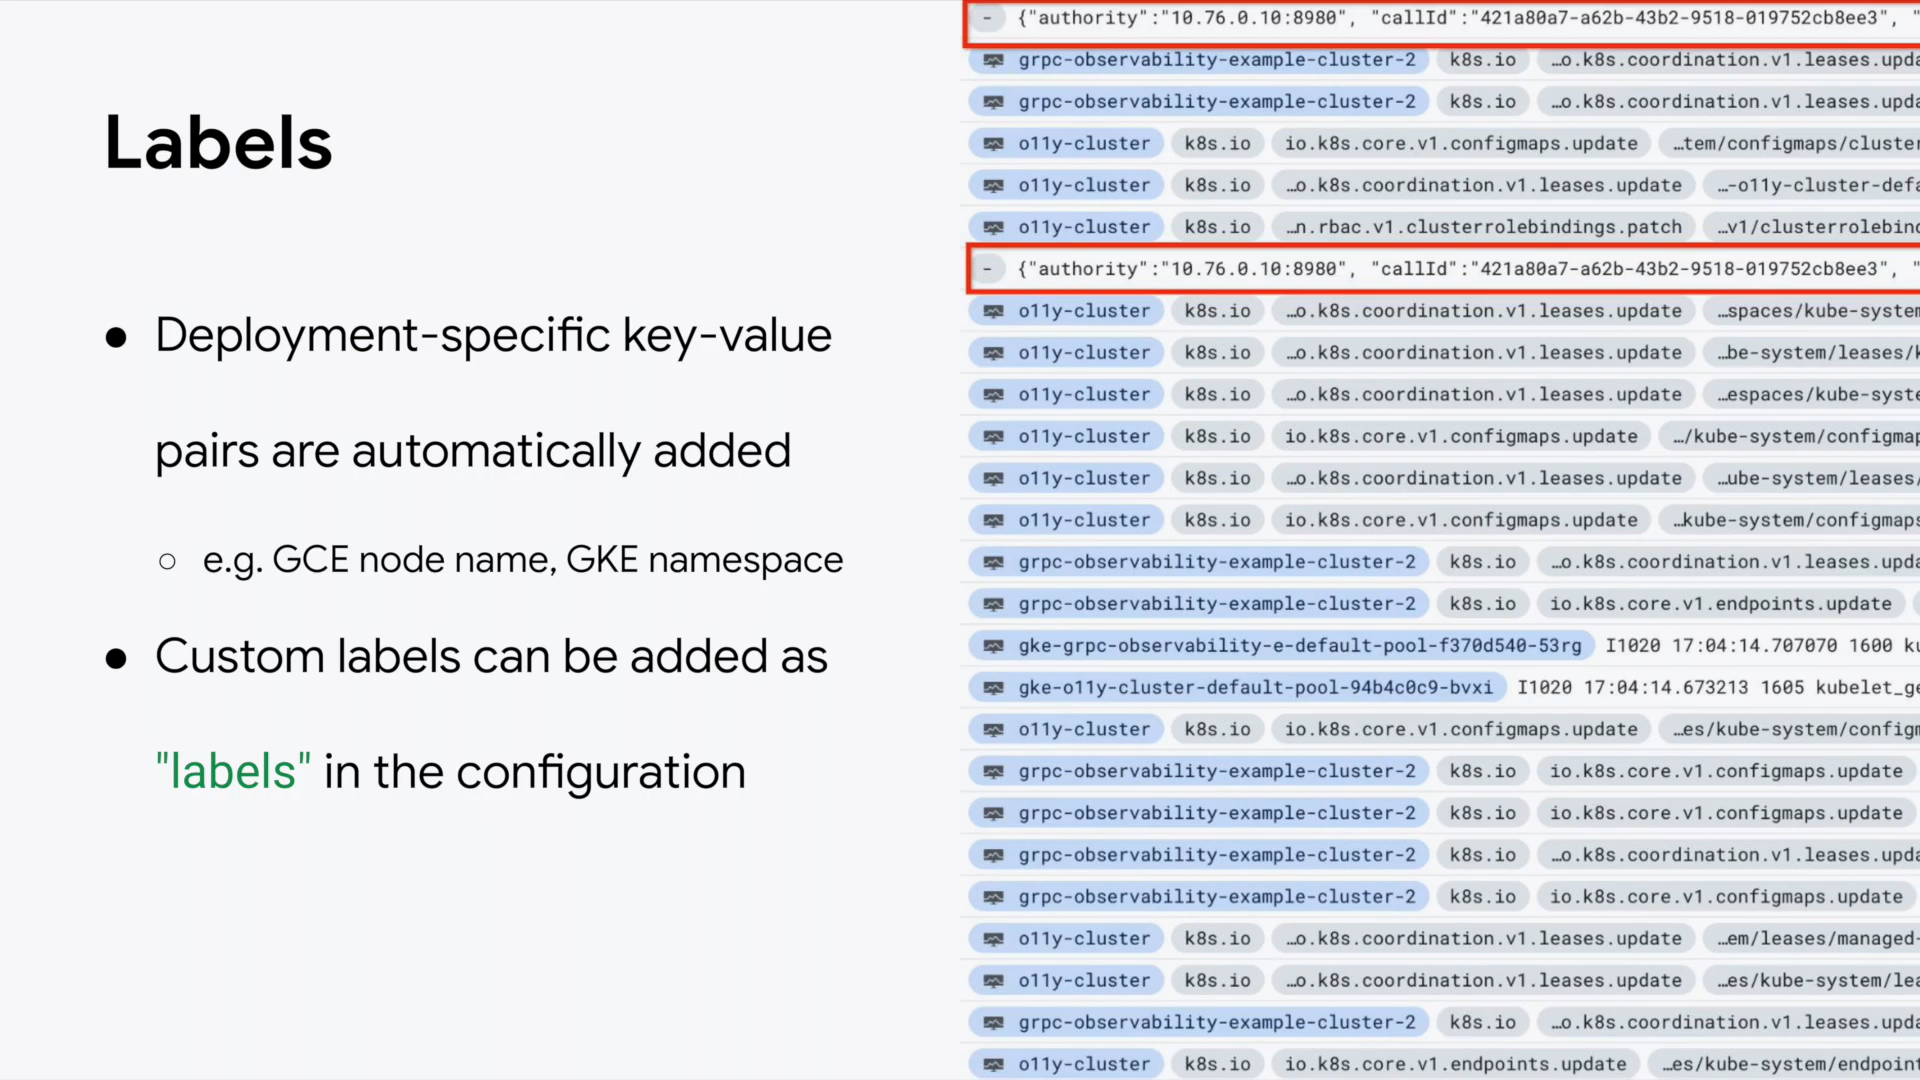 Labels
● Deployment-specific key-value
pairs are automatically added
○ e.g. GCE node name, GKE namespace
● Custom labels can be added as
"labels" in the configuration
- {"authority":"10.76.0.10:8980", "callId":"421a80a7-a62b-43b2-9518-019752cb8ee3", "
grpc-observability-example-cluster-2 k8s.io …o.k8s.coordination.v1.leases.upda
grpc-observability-example-cluster-2 k8s.io …o.k8s.coordination.v1.leases.upda
o11y-cluster k8s.io io.k8s.core.v1.configmaps.update …tem/configmaps/cluster
o11y-cluster k8s.io …o.k8s.coordination.v1.leases.update …-o11y-cluster-defa
o11y-cluster k8s.io …n.rbac.v1.clusterrolebindings.patch …v1/clusterrolebind
- {"authority":"10.76.0.10:8980", "callId":"421a80a7-a62b-43b2-9518-019752cb8ee3", "
o11y-cluster k8s.io …o.k8s.coordination.v1.leases.update …spaces/kube-system
o11y-cluster k8s.io …o.k8s.coordination.v1.leases.update …be-system/leases/k
o11y-cluster k8s.io …o.k8s.coordination.v1.leases.update …espaces/kube-syste
o11y-cluster k8s.io io.k8s.core.v1.configmaps.update …/kube-system/configmap
o11y-cluster k8s.io …o.k8s.coordination.v1.leases.update …ube-system/leases/
o11y-cluster k8s.io io.k8s.core.v1.configmaps.update …kube-system/configmaps
grpc-observability-example-cluster-2 k8s.io …o.k8s.coordination.v1.leases.upda
grpc-observability-example-cluster-2 k8s.io io.k8s.core.v1.endpoints.update
gke-grpc-observability-e-default-pool-f370d540-53rg I1020 17:04:14.707070 1600 ku
gke-o11y-cluster-default-pool-94b4c0c9-bvxi I1020 17:04:14.673213 1605 kubelet_ge
o11y-cluster k8s.io io.k8s.core.v1.configmaps.update …es/kube-system/configm
grpc-observability-example-cluster-2 k8s.io io.k8s.core.v1.configmaps.update
grpc-observability-example-cluster-2 k8s.io io.k8s.core.v1.configmaps.update
grpc-observability-example-cluster-2 k8s.io …o.k8s.coordination.v1.leases.upda
grpc-observability-example-cluster-2 k8s.io io.k8s.core.v1.configmaps.update
o11y-cluster k8s.io …o.k8s.coordination.v1.leases.update …em/leases/managed-
o11y-cluster k8s.io …o.k8s.coordination.v1.leases.update …es/kube-system/lea
grpc-observability-example-cluster-2 k8s.io …o.k8s.coordination.v1.leases.upda
o11y-cluster k8s.io io.k8s.core.v1.endpoints.update …es/kube-system/endpoint